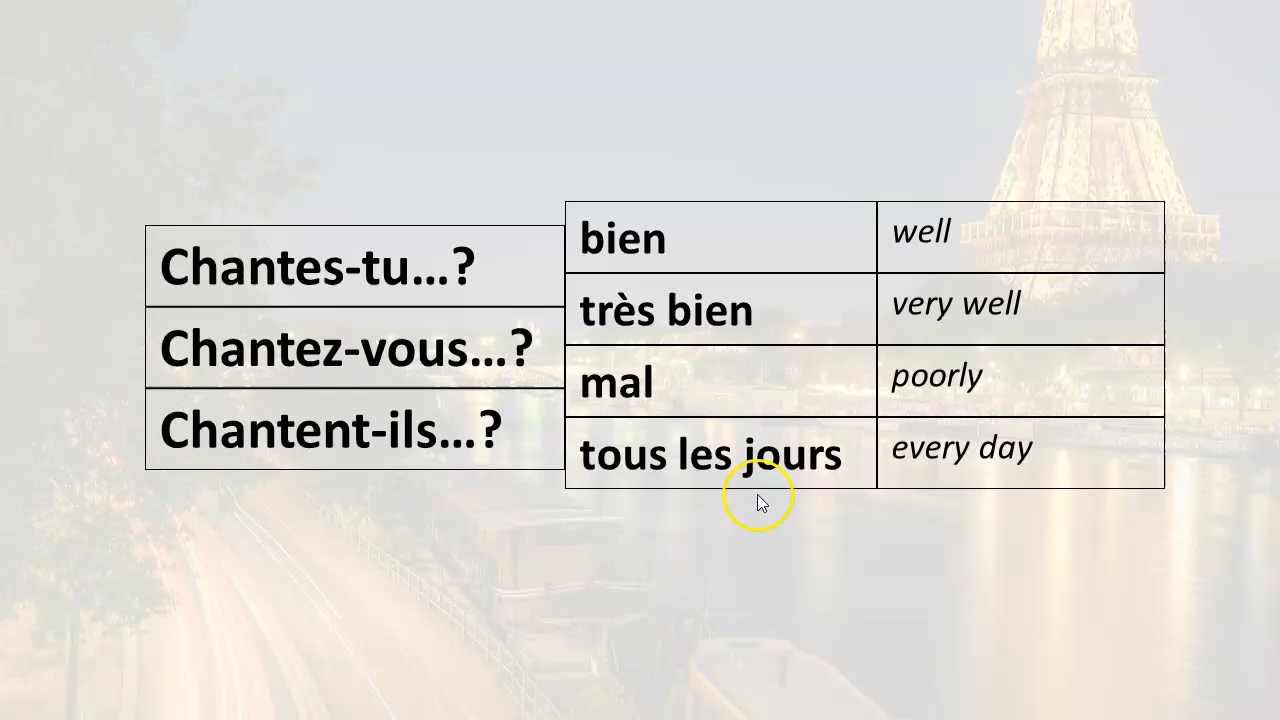 Chantes-tu...?
Chantez-vous...?
Chantent-ils...?
bien well
très bien very well
mal poorly
tous les jours every day